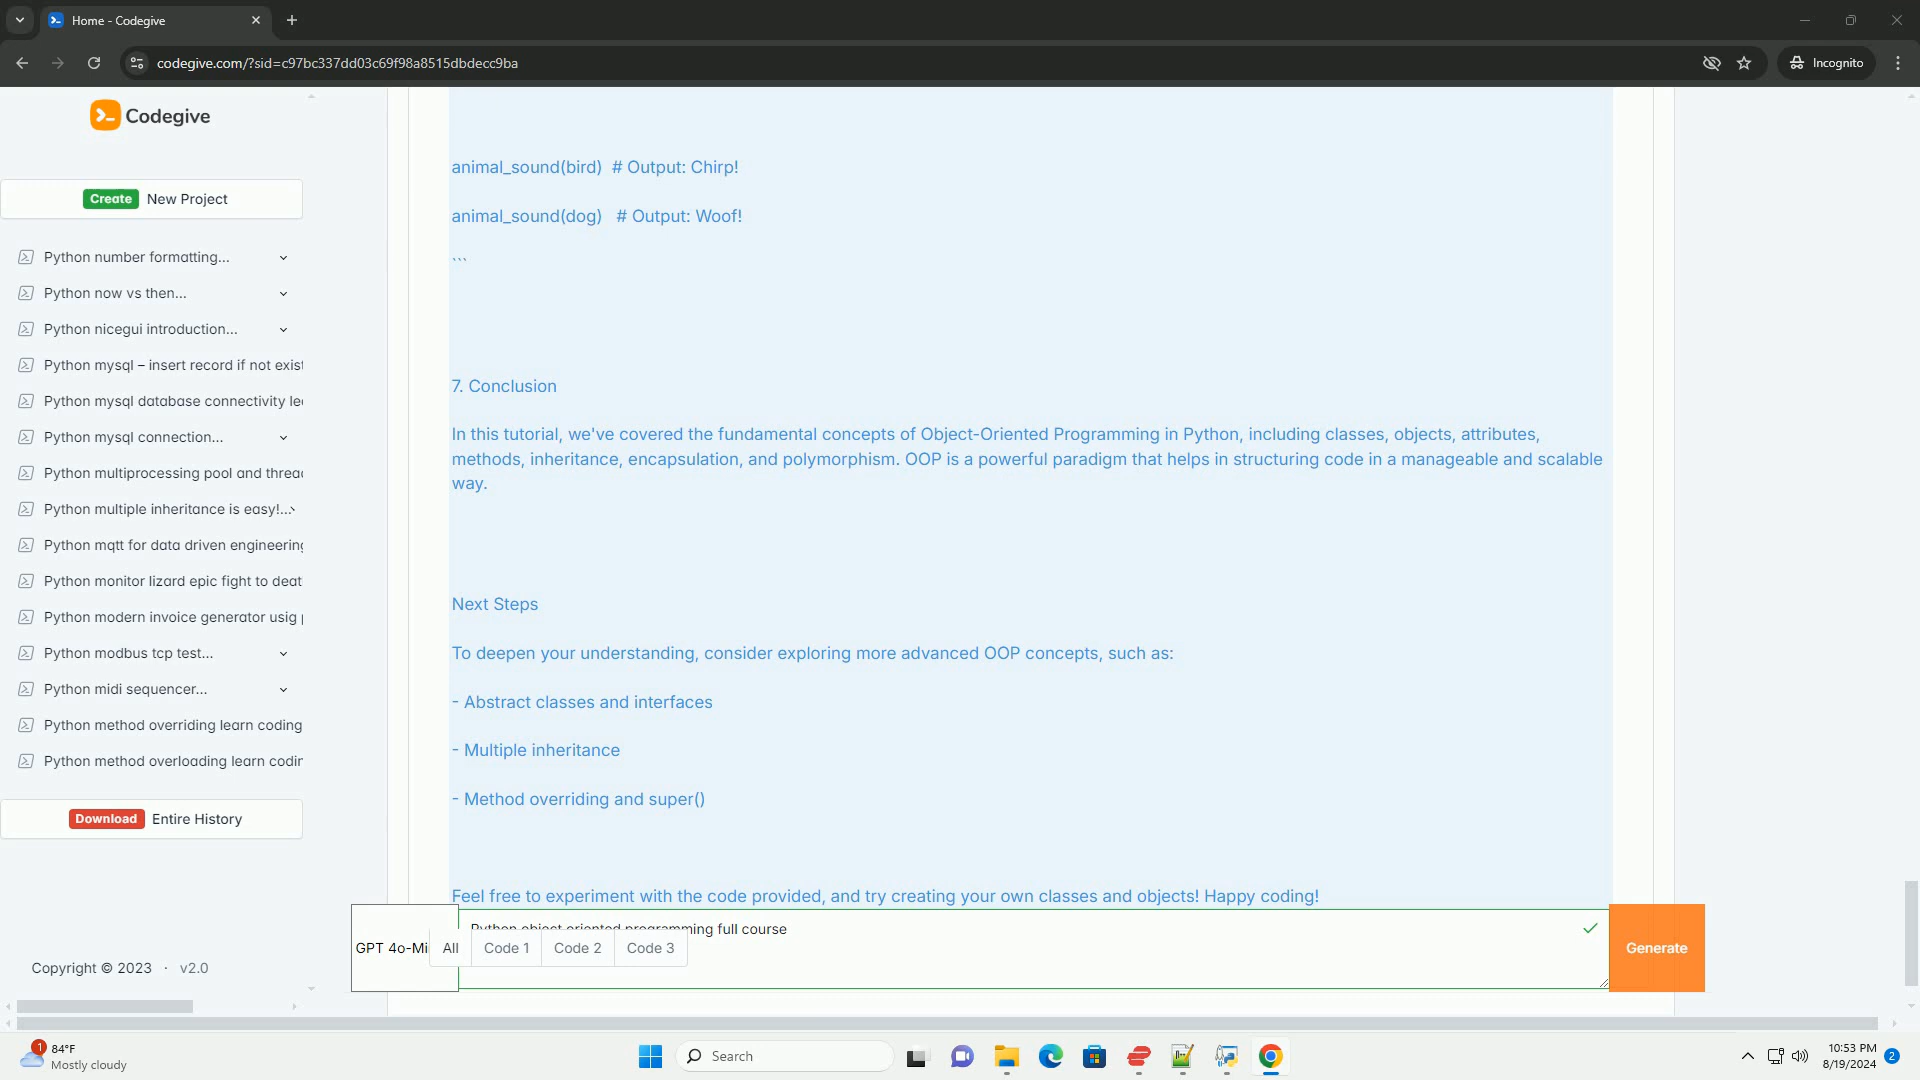 Home - Codegive
codegive.com/?sid=c97bc337dd03c69f98a8515dbdecc9ba
Incognito
Codegive
Create New Project
Python number formatting...
Python now vs then...
Python nicegui introduction...
Python mysql – insert record if not exist
Python mysql database connectivity le
Python mysql connection...
Python multiprocessing pool and threa
Python multiple inheritance is easy!...
Python mqtt for data driven engineering
Python monitor lizard epic fight to deat
Python modern invoice generator usig
Python modbus tcp test...
Python midi sequencer...
Python method overriding learn coding
Python method overloading learn codin
Download Entire History
Copyright © 2023 · v2.0
animal_sound(bird)  # Output: Chirp!
animal_sound(dog)   # Output: Woof!
```
7. Conclusion
In this tutorial, we've covered the fundamental concepts of Object-Oriented Programming in Python, including classes, objects, attributes,
methods, inheritance, encapsulation, and polymorphism. OOP is a powerful paradigm that helps in structuring code in a manageable and scalable
way.
Next Steps
To deepen your understanding, consider exploring more advanced OOP concepts, such as:
- Abstract classes and interfaces
- Multiple inheritance
- Method overriding and super()
Feel free to experiment with the code provided, and try creating your own classes and objects! Happy coding!
Python object oriented programming full course
GPT 4o-Mi All Code 1 Code 2 Code 3
Generate
1
84°F
Mostly cloudy
Search
10:53 PM
8/19/2024
2